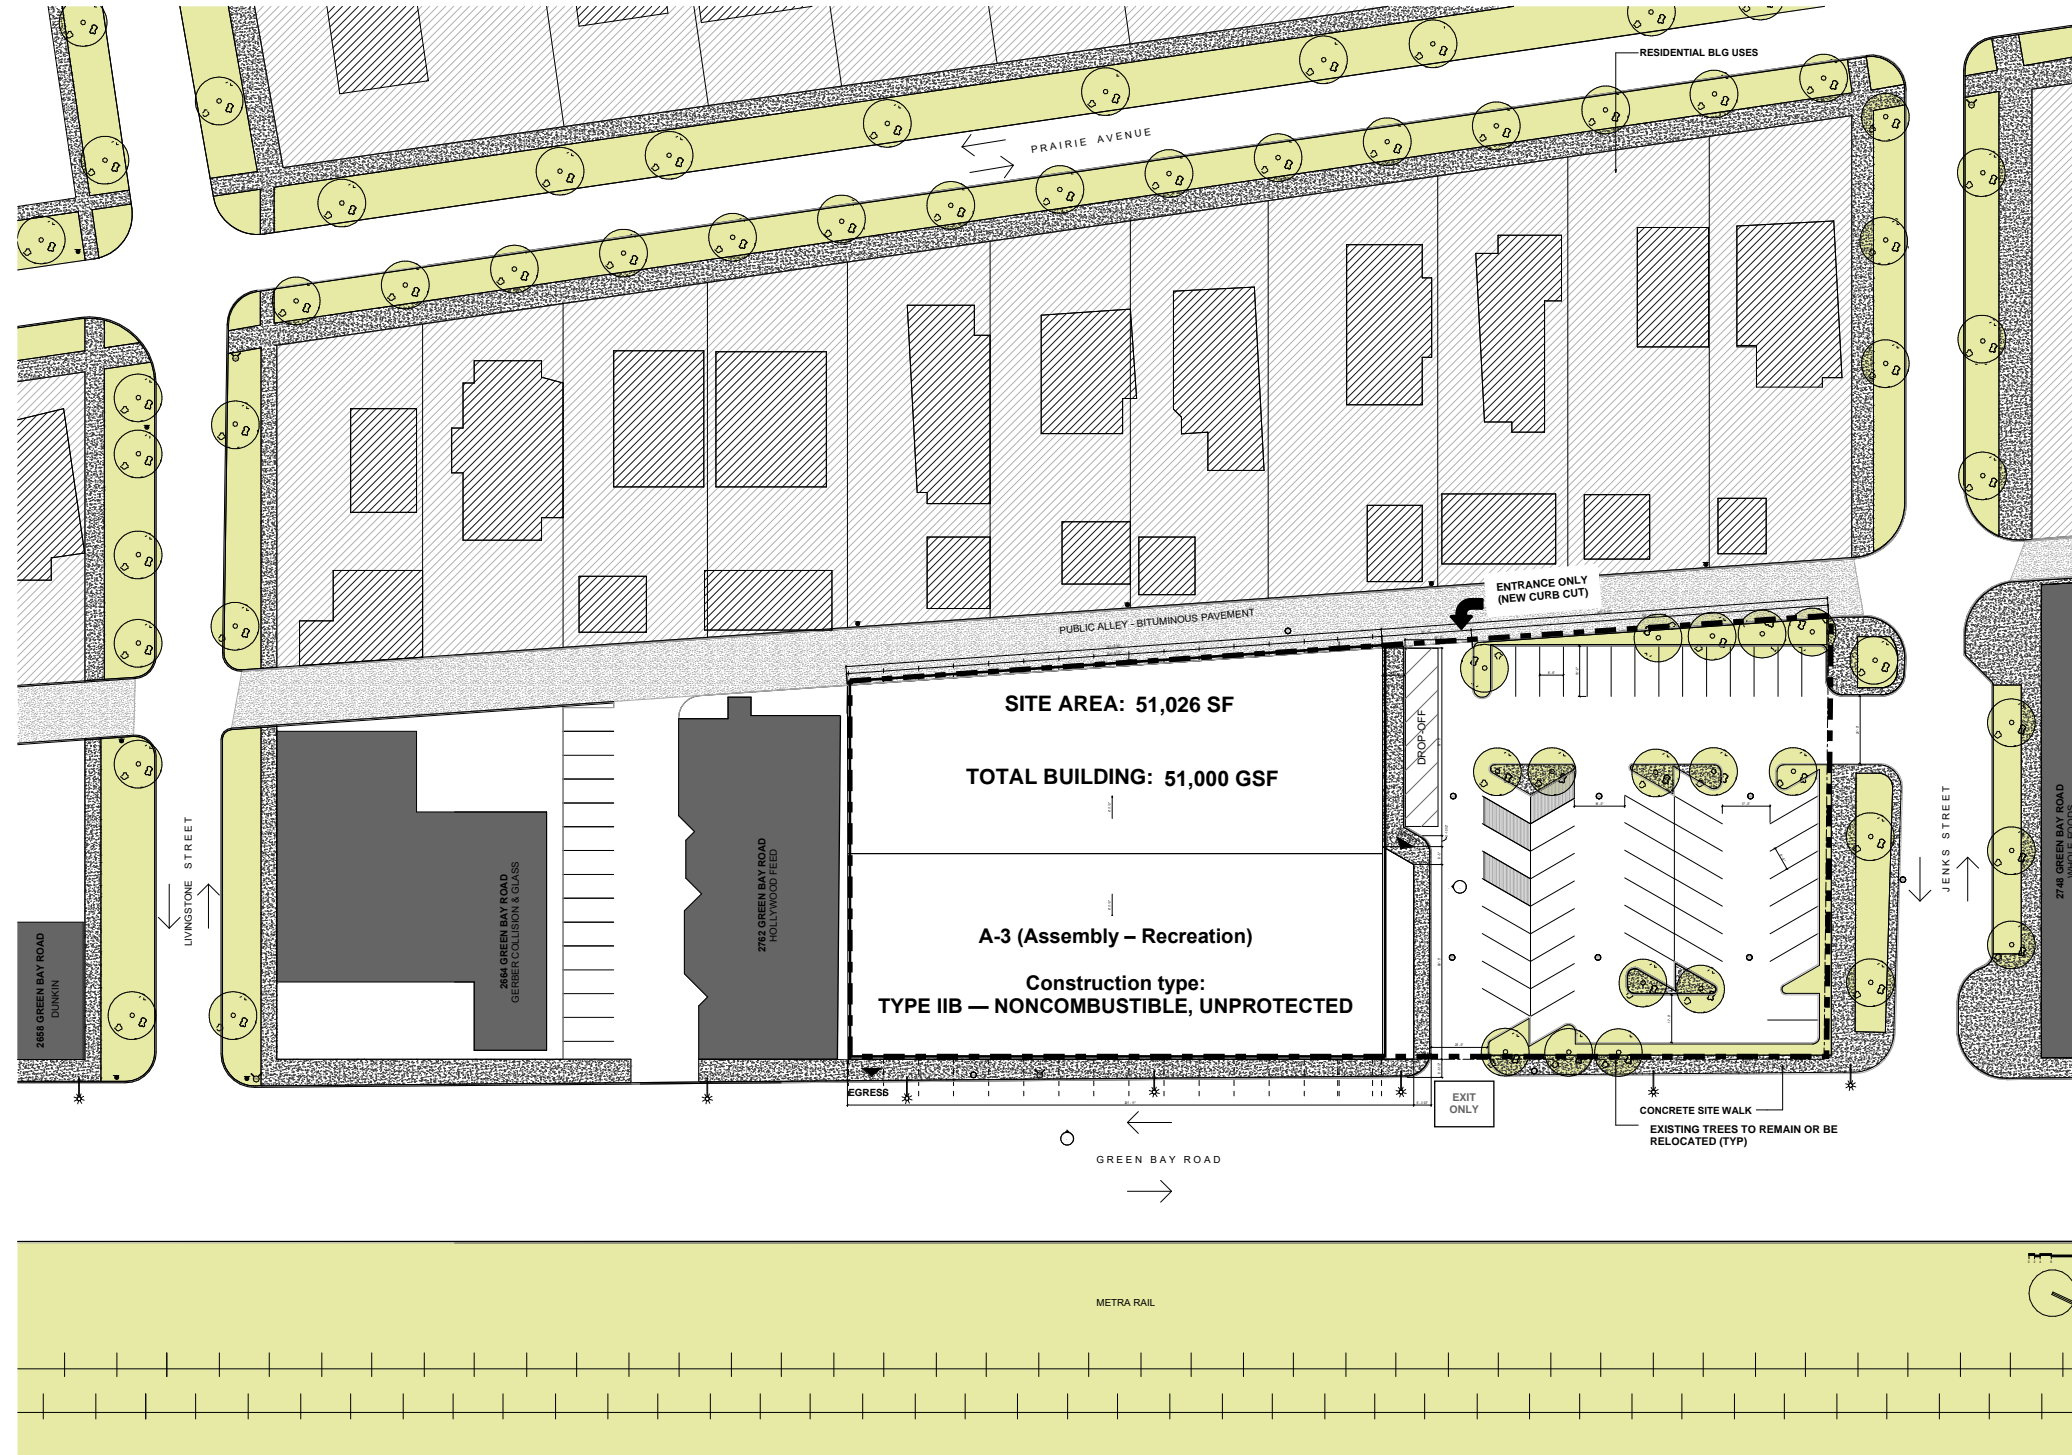 RESIDENTIAL BLG USES
PRAIRIE AVENUE
ENTRANCE ONLY
(NEW CURB CUT)
PUBLIC ALLEY - BITUMINOUS PAVEMENT
SITE AREA: 51,026 SF
TOTAL BUILDING: 51,000 GSF
DROP-OFF
A-3 (Assembly – Recreation)
Construction type:
TYPE IIB — NONCOMBUSTIBLE, UNPROTECTED
LIVINGSTONE STREET
2658 GREEN BAY ROAD
DUNKIN
2664 GREEN BAY ROAD
GERBER COLLISION & GLASS
2762 GREEN BAY ROAD
HOLLYWOOD FEED
JENKS STREET
2748 GREEN BAY ROAD
WHOLE FOODS
EGRESS
EXIT
ONLY
CONCRETE SITE WALK
EXISTING TREES TO REMAIN OR BE
RELOCATED (TYP)
GREEN BAY ROAD
METRA RAIL